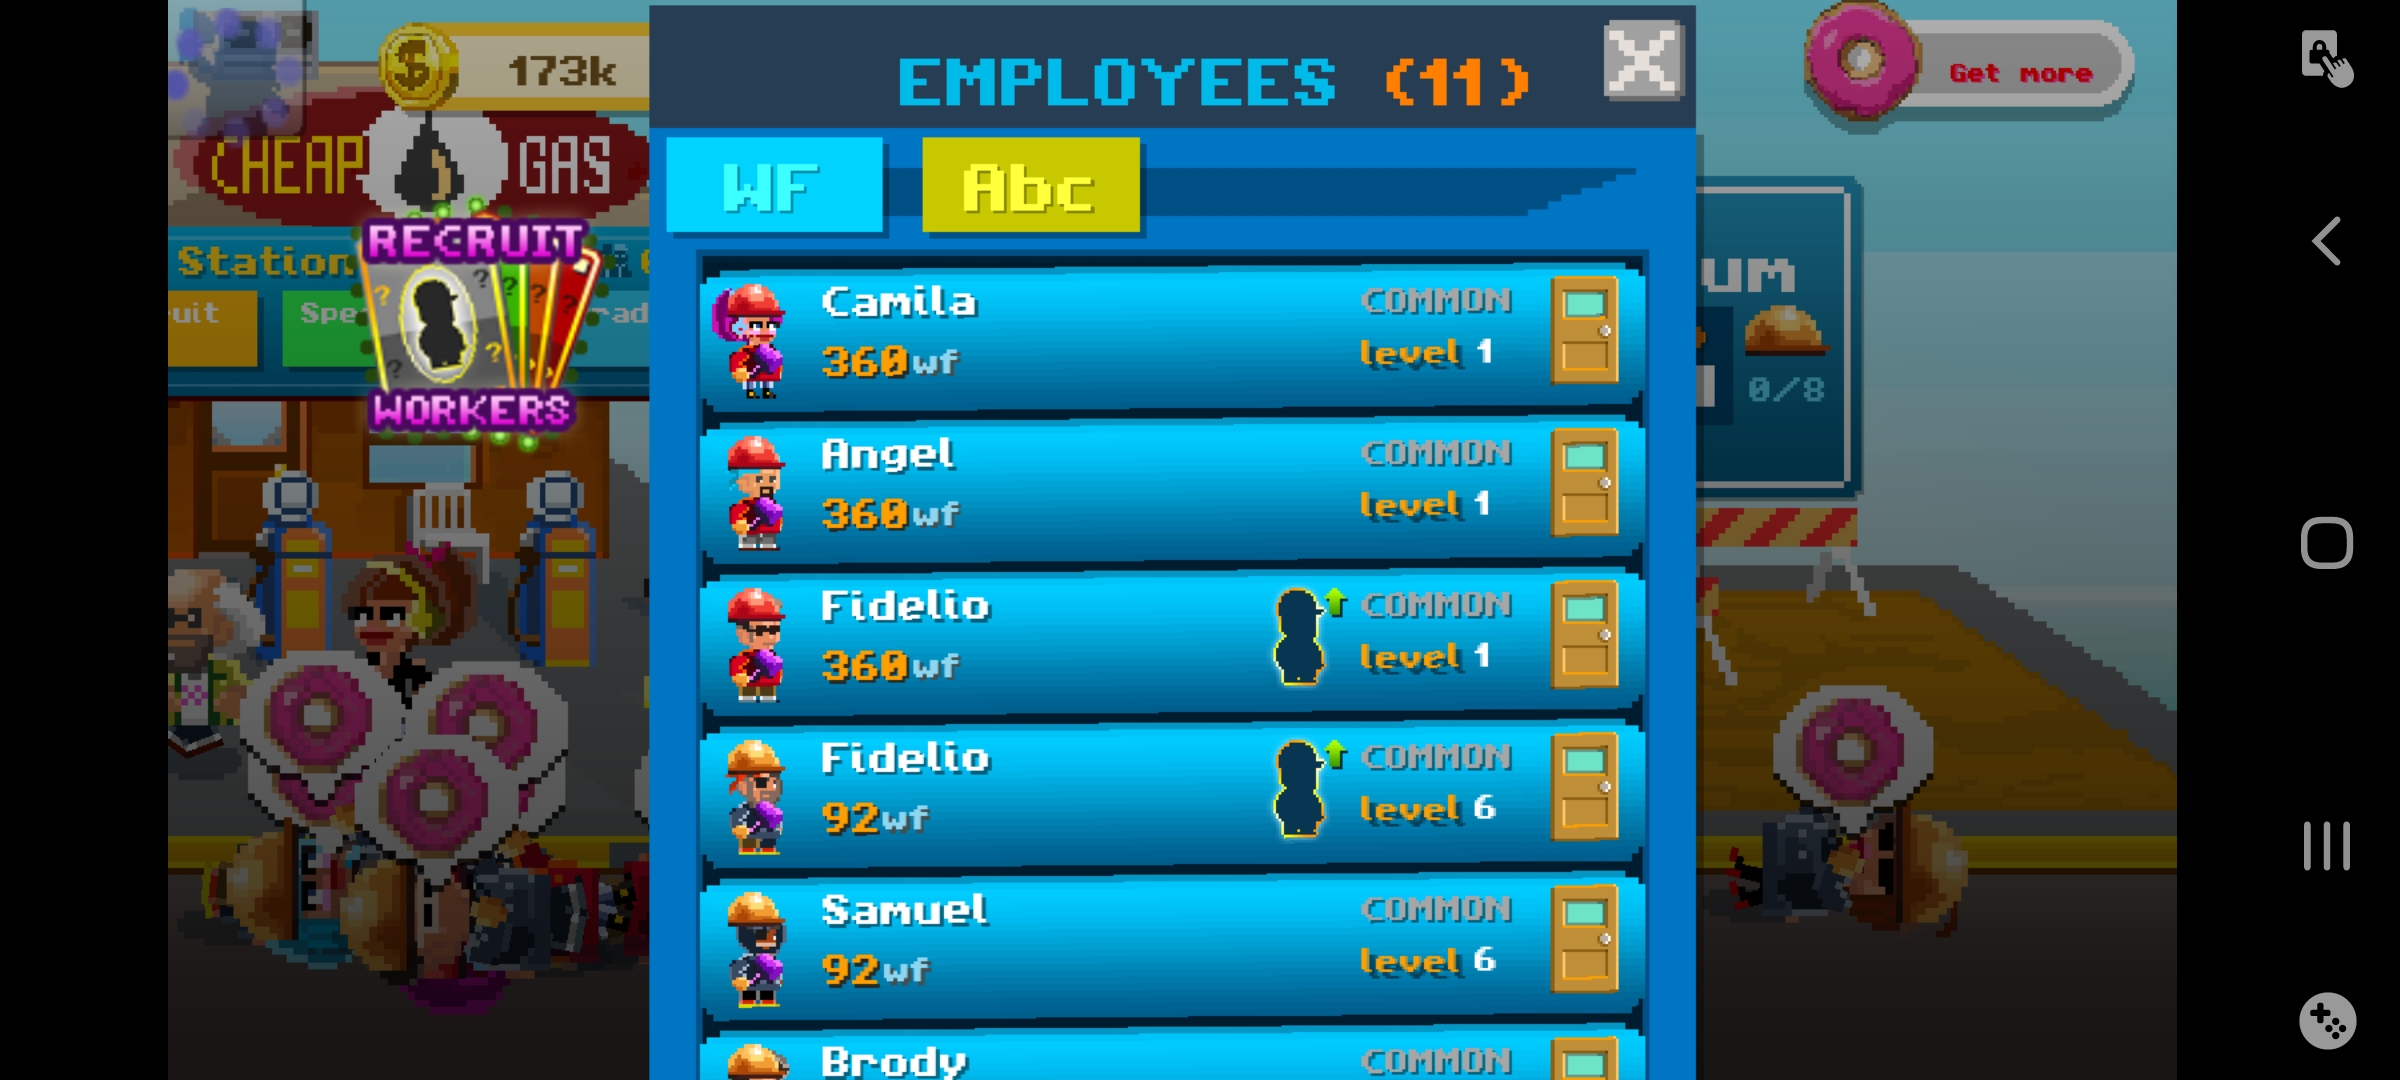 173k
EMPLOYEES (11)
Get more
CHEAP GAS
WF
Abc
RECRUIT
WORKERS
Station
uit
Spe
ad
UM
0/8
Camila
COMMON
360wf
level 1
Angel
COMMON
360wf
level 1
Fidelio
COMMON
360wf
level 1
Fidelio
COMMON
92wf
level 6
Samuel
COMMON
92wf
level 6
Brody
COMMON